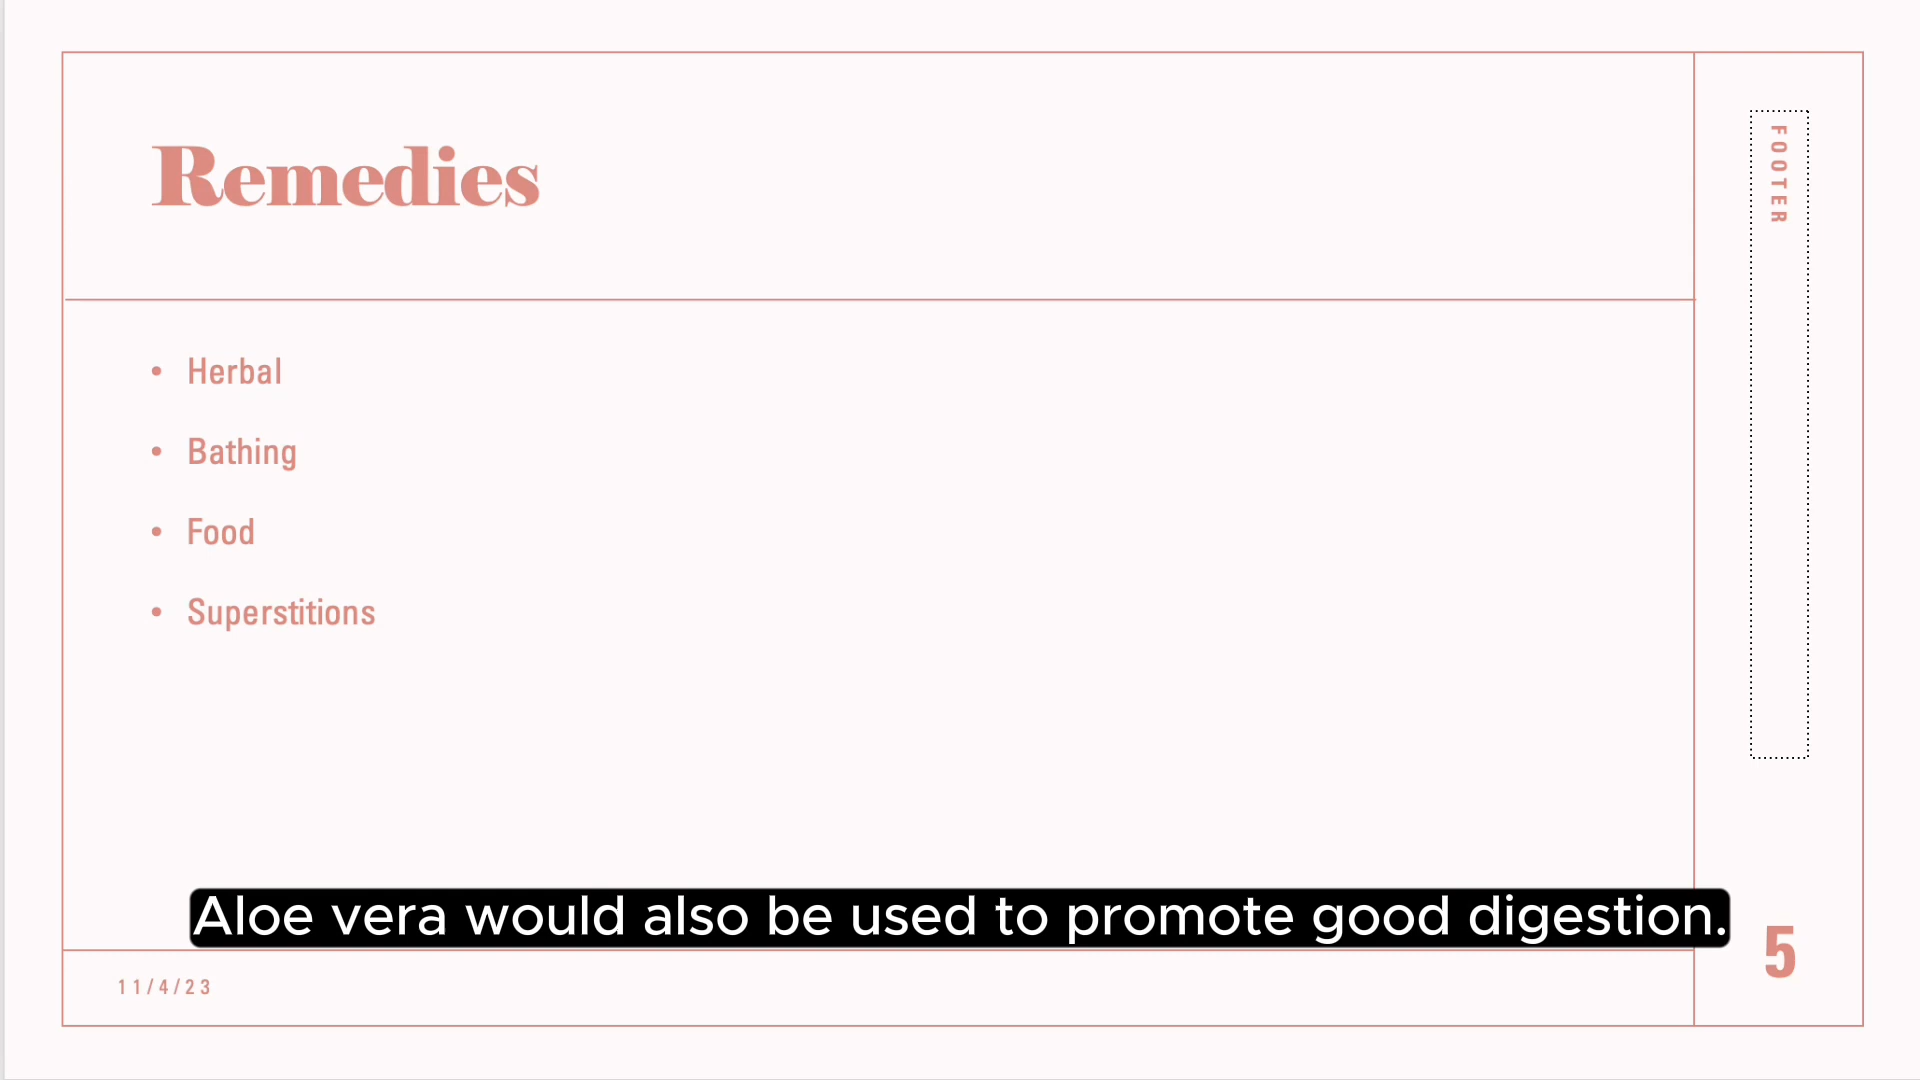 Remedies
FOOTER
• Herbal
• Bathing
• Food
• Superstitions
Aloe vera would also be used to promote good digestion.
11/4/23
5